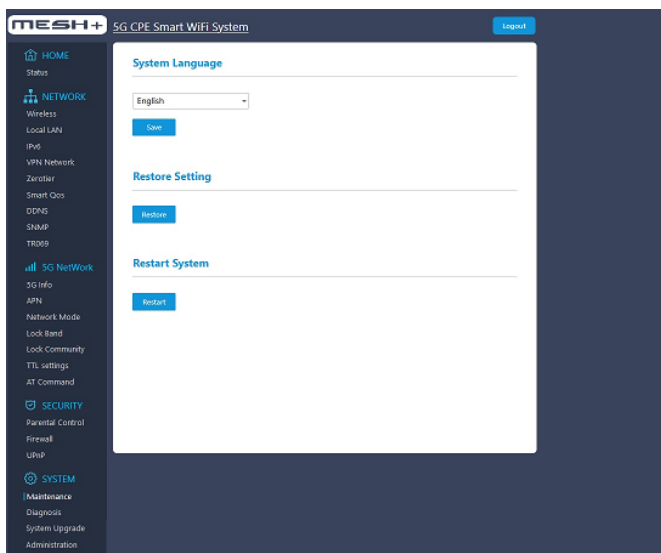 MESH+
5G CPE Smart WiFi System
Logout
HOME
Status
NETWORK
Wireless
Local LAN
IPv6
VPN Network
Zerotier
Smart Qos
DDNS
SNMP
TR069
5G NetWork
5G Info
APN
Network Mode
Lock Band
Lock Community
TTL settings
AT Command
SECURITY
Parental Control
Firewall
UPnP
SYSTEM
Maintenance
Diagnosis
System Upgrade
Administration
System Language
English
Save
Restore Setting
Restore
Restart System
Restart